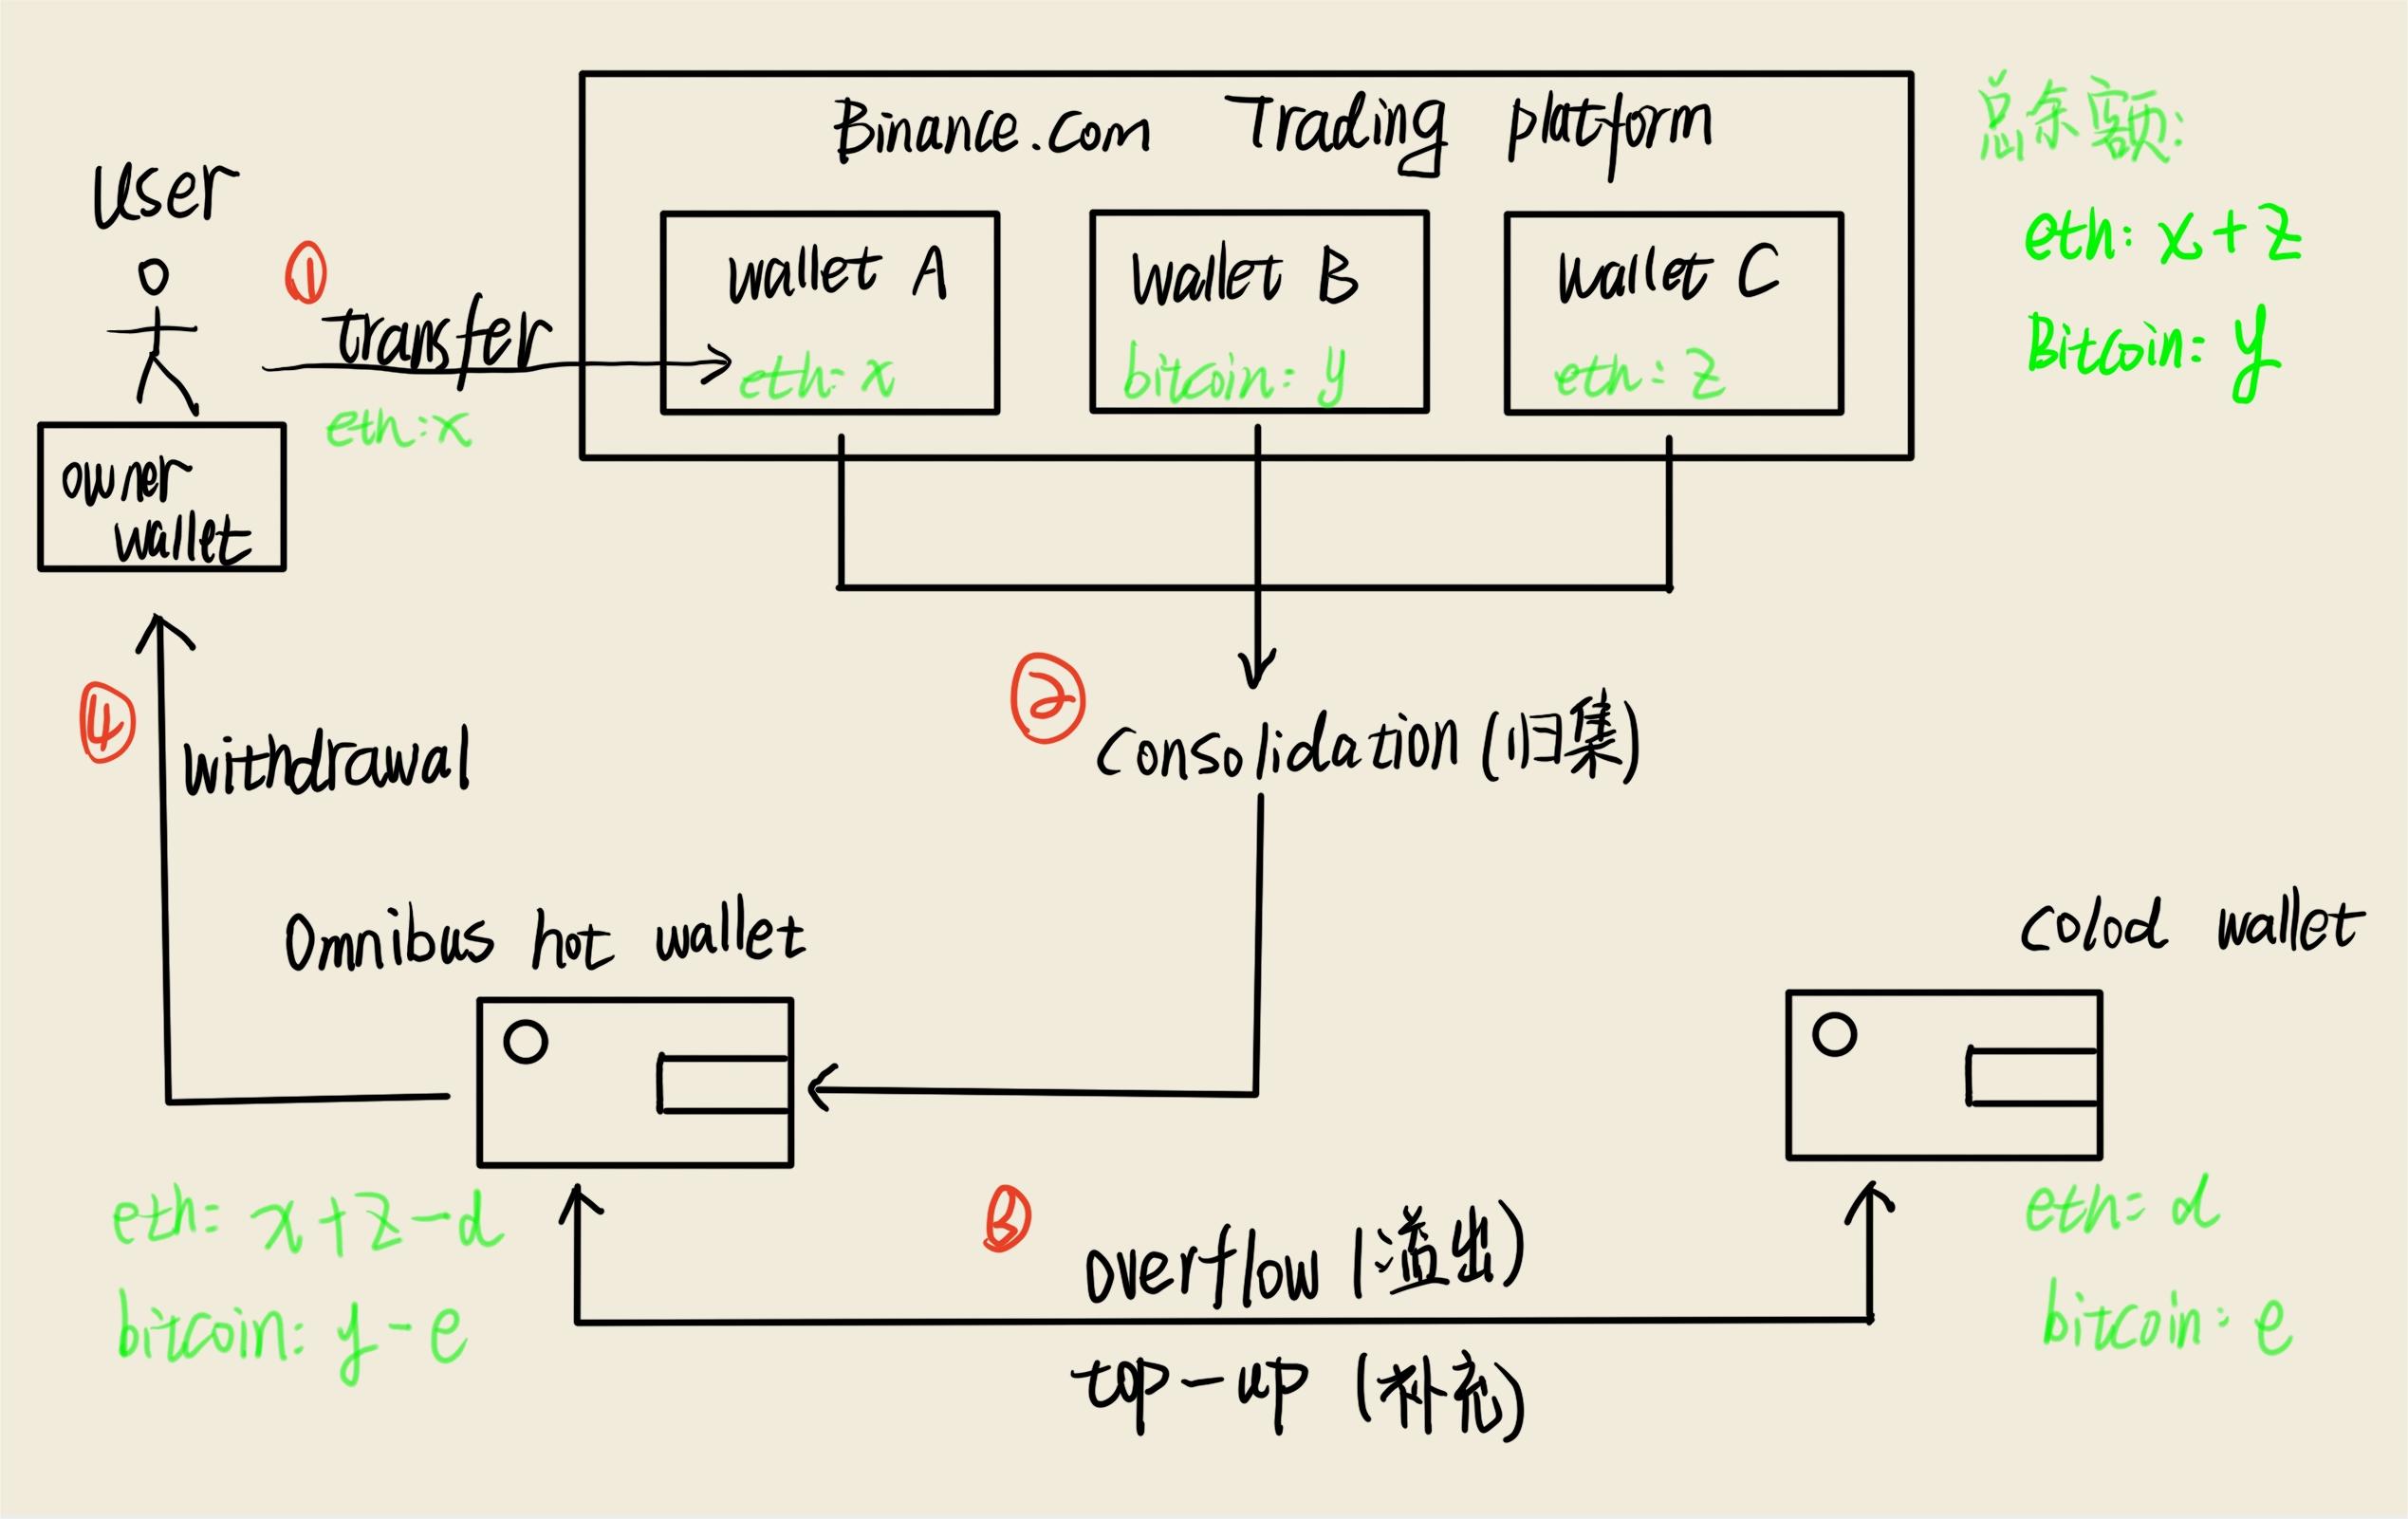 Binance.com Trading platform
总余额:
eth: x+z
Bitcoin: y
user
①
transfer
eth:x
owner
wallet
wallet A
eth: x
wallet B
bitcoin: y
wallet C
eth: z
②
Consolidation (归集)
④
withdrawal
Omnibus hot wallet
colod wallet
eth: x+z-d
bitcoin: y-e
③
overflow (溢出)
top-up (补充)
eth: d
bitcoin: e